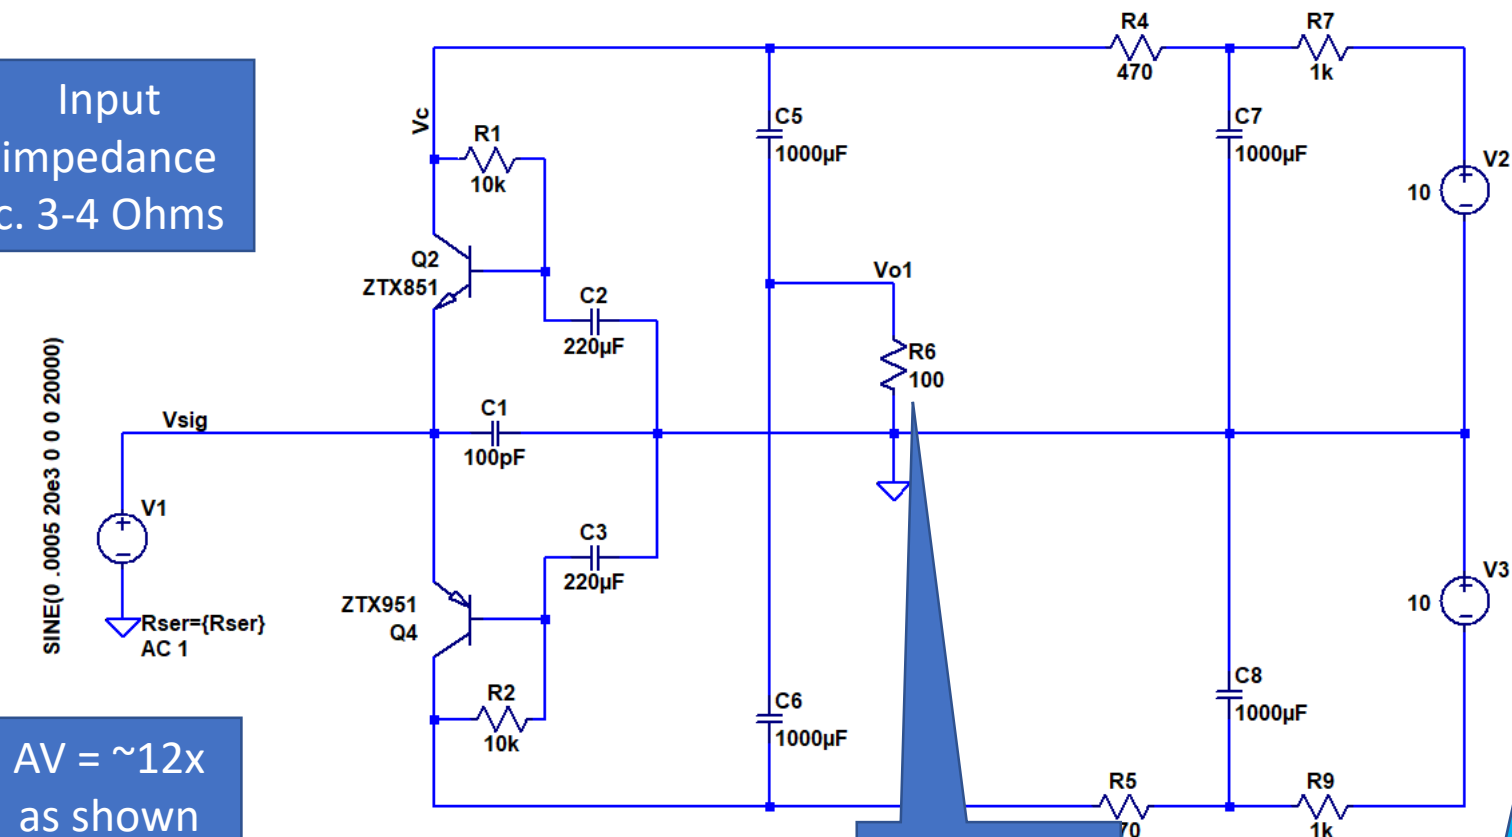 Input
impedance
c. 3-4 Ohms
R4
470
R7
1k
Vc
R1
10k
C5
1000µF
C7
1000µF
V2
10
Q2
ZTX851
C2
220µF
Vo1
R6
100
SINE(0 .0005 20e3 0 0 0 20000)
Vsig
C1
100pF
V1
Rser={Rser}
AC 1
C3
220µF
ZTX951
Q4
V3
10
R2
10k
C6
1000µF
C8
1000µF
R5
70
R9
1k
AV = ~12x
as shown